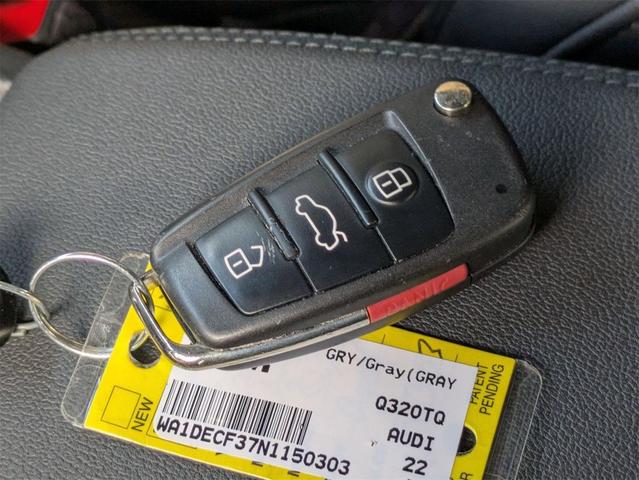 PANIC
GRY/Gray(GRAY
Q320TQ
AUDI
22
WA1DECF37N1150303
NEW
PATENT
PENDING